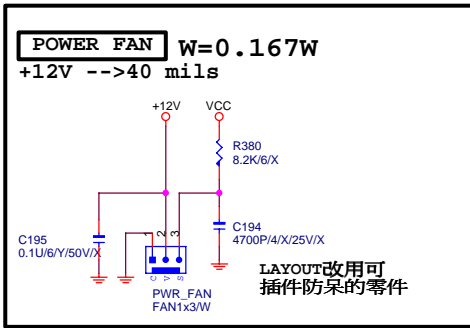 POWER FAN W=0.167W
+12V -->40 mils
+12V VCC
R380
8.2K/6/X
1 2 3
C195
0.1U/6/Y/50V/X
C194
4700P/4/X/25V/X
C V S
PWR_FAN
FAN1x3/W
LAYOUT改用可
插件防呆的零件